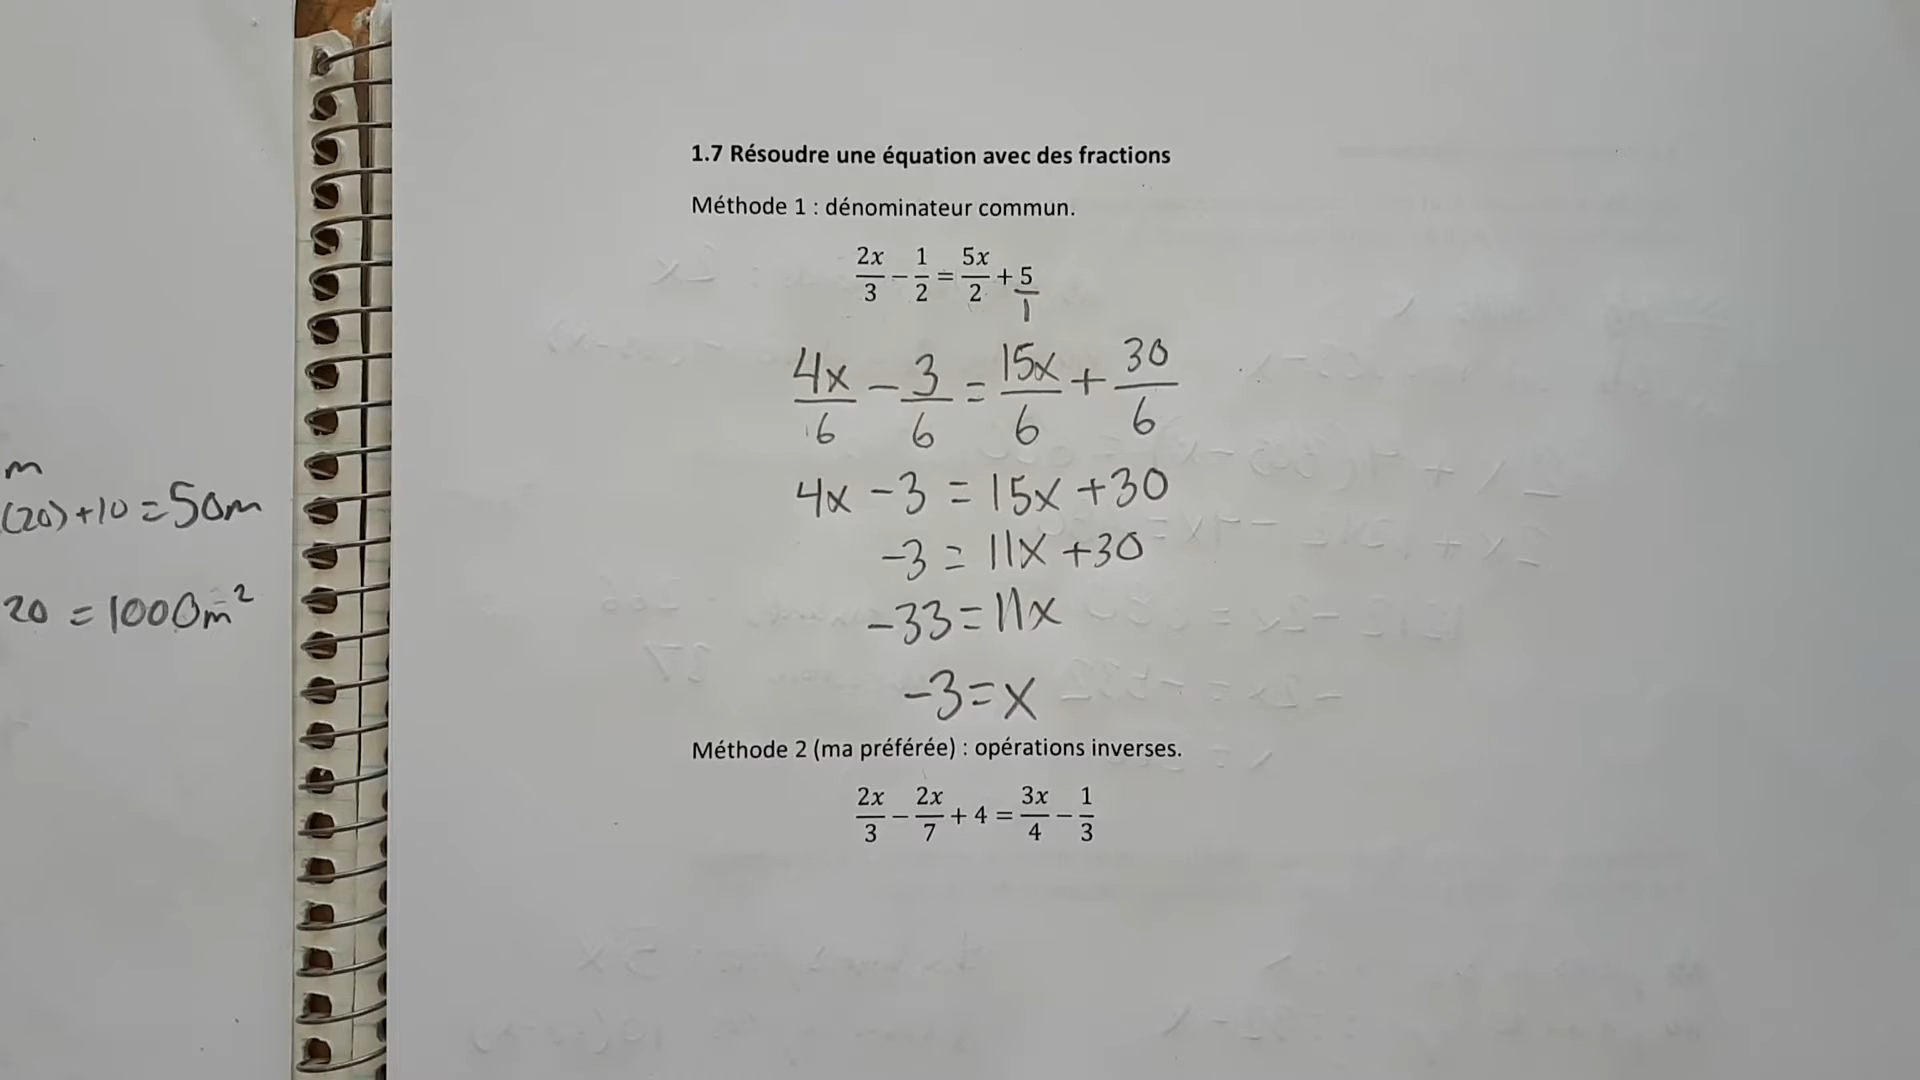 m
(20)+10=50m
20 = 1000m²
1.7 Résoudre une équation avec des fractions
Méthode 1 : dénominateur commun.
2x/3 − 1/2 = 5x/2 + 5/1
4x/6 − 3/6 = 15x/6 + 30/6
4x − 3 = 15x + 30
-3 = 11x + 30
-33 = 11x
-3 = x
Méthode 2 (ma préférée) : opérations inverses.
2x/3 − 2x/7 + 4 = 3x/4 − 1/3